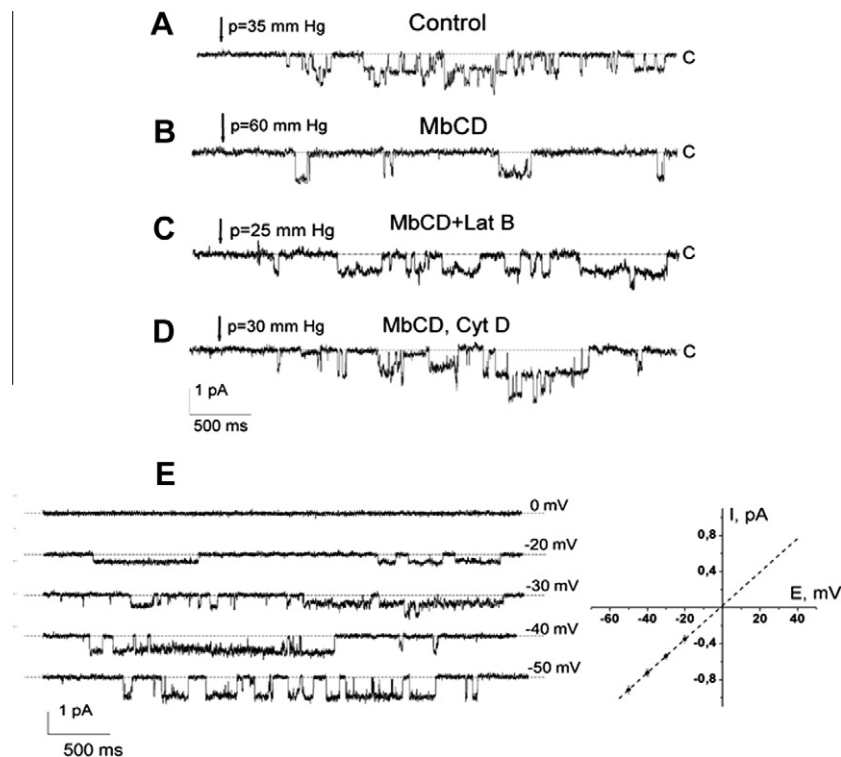 A
p=35 mm Hg
Control
C
B
p=60 mm Hg
MbCD
C
C
p=25 mm Hg
MbCD+Lat B
C
D
p=30 mm Hg
MbCD, Cyt D
C
1 pA
500 ms
E
0 mV
-20 mV
-30 mV
-40 mV
-50 mV
1 pA
500 ms
I, pA
0,8
0,4
E, mV
-60 -40 -20 0 20 40
-0,4
-0,8